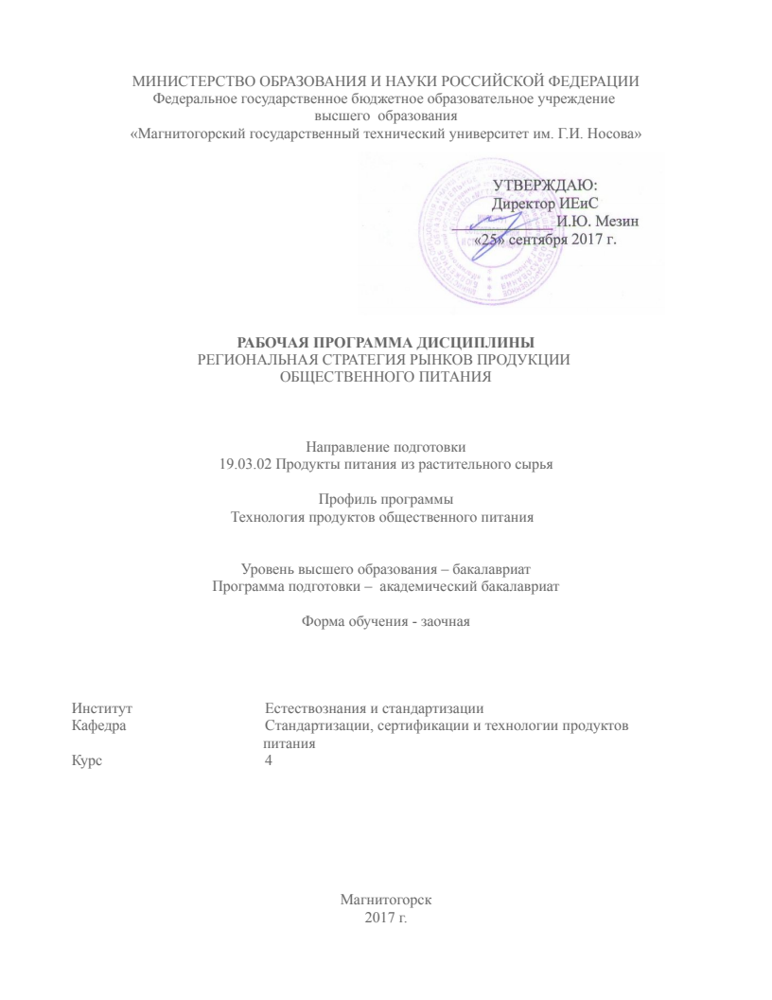 МИНИСТЕРСТВО ОБРАЗОВАНИЯ И НАУКИ РОССИЙСКОЙ ФЕДЕРАЦИИ
Федеральное государственное бюджетное образовательное учреждение
высшего образования
«Магнитогорский государственный технический университет им. Г.И. Носова»
УТВЕРЖДАЮ:
Директор ИЕиС
И.Ю. Мезин
«25» сентября 2017 г.
РАБОЧАЯ ПРОГРАММА ДИСЦИПЛИНЫ
РЕГИОНАЛЬНАЯ СТРАТЕГИЯ РЫНКОВ ПРОДУКЦИИ
ОБЩЕСТВЕННОГО ПИТАНИЯ
Направление подготовки
19.03.02 Продукты питания из растительного сырья
Профиль программы
Технология продуктов общественного питания
Уровень высшего образования – бакалавриат
Программа подготовки – академический бакалавриат
Форма обучения - заочная
Институт Естествознания и стандартизации
Кафедра Стандартизации, сертификации и технологии продуктов
питания
Курс 4
Магнитогорск
2017 г.